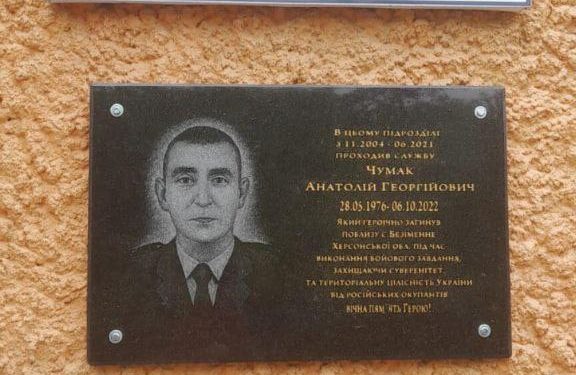 В цьому підрозділі
з 11.2004 - 06.2021
проходив службу
Чумак
Анатолій Георгійович
28.05.1976- 06.10.2022
Який героїчно загинув
поблизу с. Безіменне
Херсонської обл. під час
виконання бойового завдання,
захищаючи суверенітет
та територіальну цілісність України
від російських окупантів
Вічна пам`ять Герою!